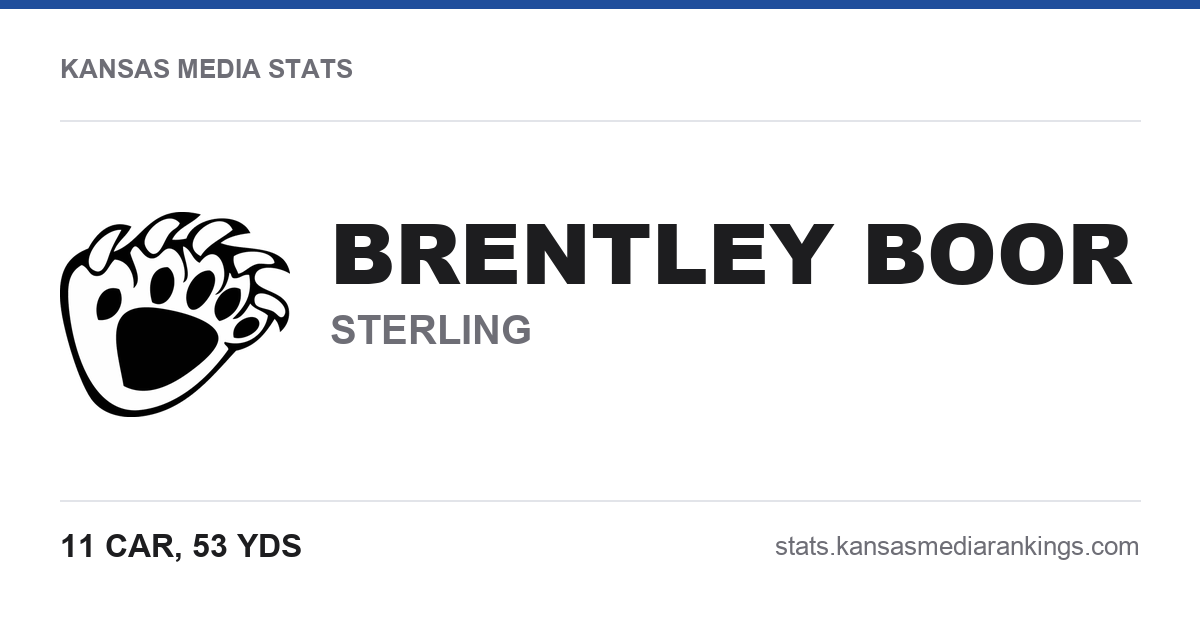 KANSAS MEDIA STATS
BRENTLEY BOOR
STERLING
11 CAR, 53 YDS
stats.kansasmediarankings.com